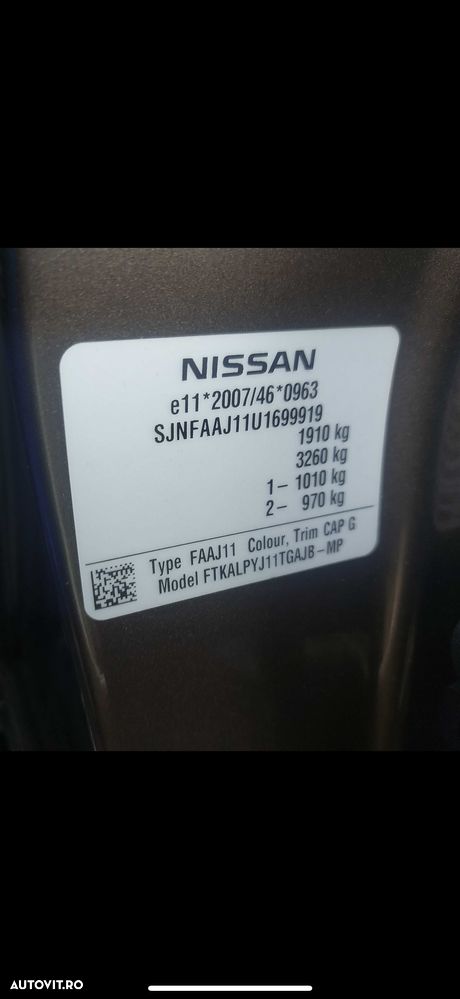 NISSAN
e11*2007/46*0963
SJNFAAJ11U1699919
1910 kg
3260 kg
1- 1010 kg
2- 970 kg
Type FAAJ11 Colour, Trim CAP G
Model FTKALPYJ11TGAJB-MP
AUTOVIT.RO